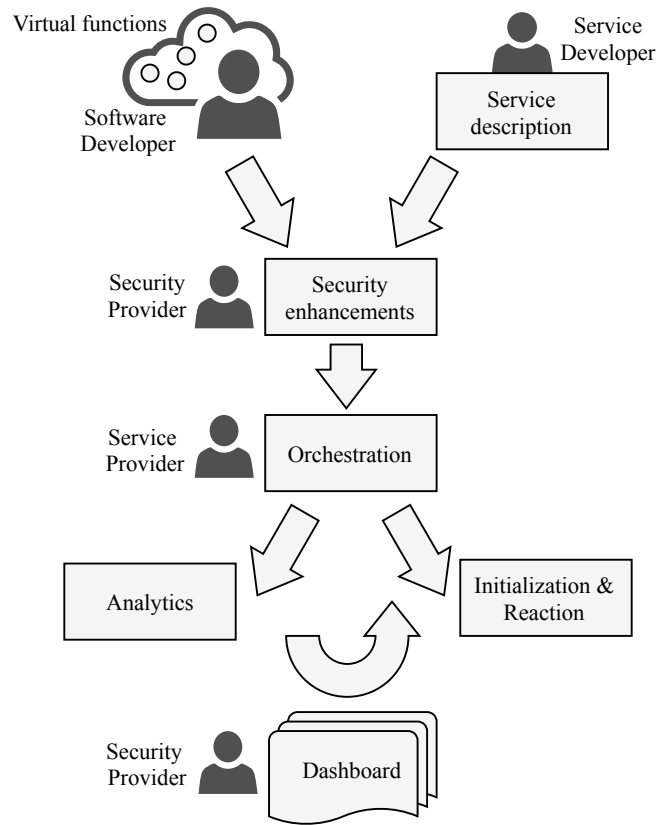 Virtual functions
Software
Developer
Service
Developer
Service
description
Security
Provider
Security
enhancements
Service
Provider
Orchestration
Analytics
Initialization &
Reaction
Security
Provider
Dashboard